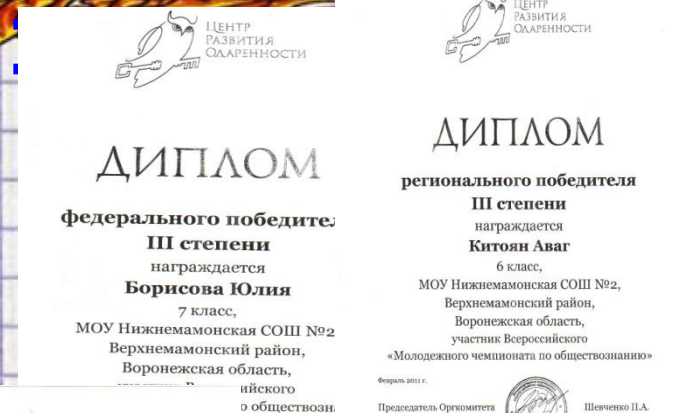 ЦЕНТР
РАЗВИТИЯ
ОДАРЕННОСТИ
ДИПЛОМ
федерального
III степени
награждается
Борисова Юлия
7 класс,
МОУ Нижнемамонская СОШ №2
Верхнемамонский район,
Воронежская область,
ЦЕНТР
РАЗВИТИЯ
ОДАРЕННОСТИ
ДИПЛОМ
регионального победителя
III степени
награждается
Китоян Аваг
6 класс,
МОУ Нижнемамонская СОШ №2,
Верхнемамонский район,
Воронежская область,
участник Всероссийского
«Молодежного чемпионата по обществознанию»
Февраль 2011 г.
Председатель Оргкомитета Шевченко П.А.